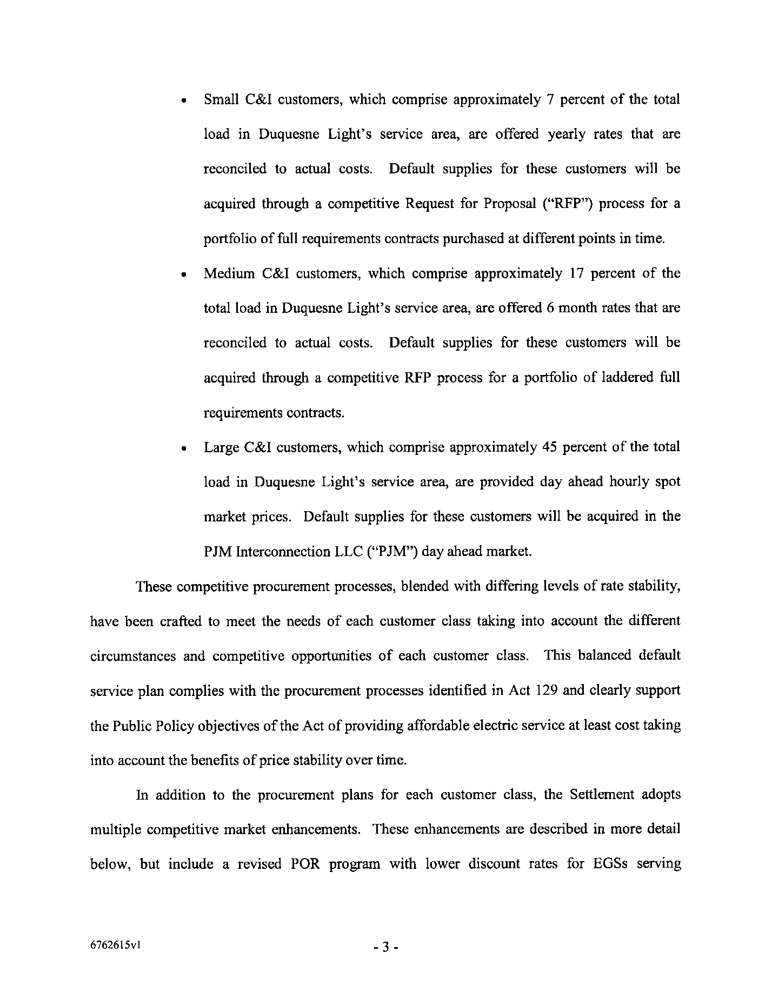 • Small C&I customers, which comprise approximately 7 percent of the total
load in Duquesne Light's service area, are offered yearly rates that are
reconciled to actual costs. Default supplies for these customers will be
acquired through a competitive Request for Proposal (“RFP”) process for a
portfolio of full requirements contracts purchased at different points in time.
• Medium C&I customers, which comprise approximately 17 percent of the
total load in Duquesne Light's service area, are offered 6 month rates that are
reconciled to actual costs. Default supplies for these customers will be
acquired through a competitive RFP process for a portfolio of laddered full
requirements contracts.
• Large C&I customers, which comprise approximately 45 percent of the total
load in Duquesne Light's service area, are provided day ahead hourly spot
market prices. Default supplies for these customers will be acquired in the
PJM Interconnection LLC (“PJM”) day ahead market.
These competitive procurement processes, blended with differing levels of rate stability,
have been crafted to meet the needs of each customer class taking into account the different
circumstances and competitive opportunities of each customer class. This balanced default
service plan complies with the procurement processes identified in Act 129 and clearly support
the Public Policy objectives of the Act of providing affordable electric service at least cost taking
into account the benefits of price stability over time.
In addition to the procurement plans for each customer class, the Settlement adopts
multiple competitive market enhancements. These enhancements are described in more detail
below, but include a revised POR program with lower discount rates for EGSs serving
6762615v1
- 3 -